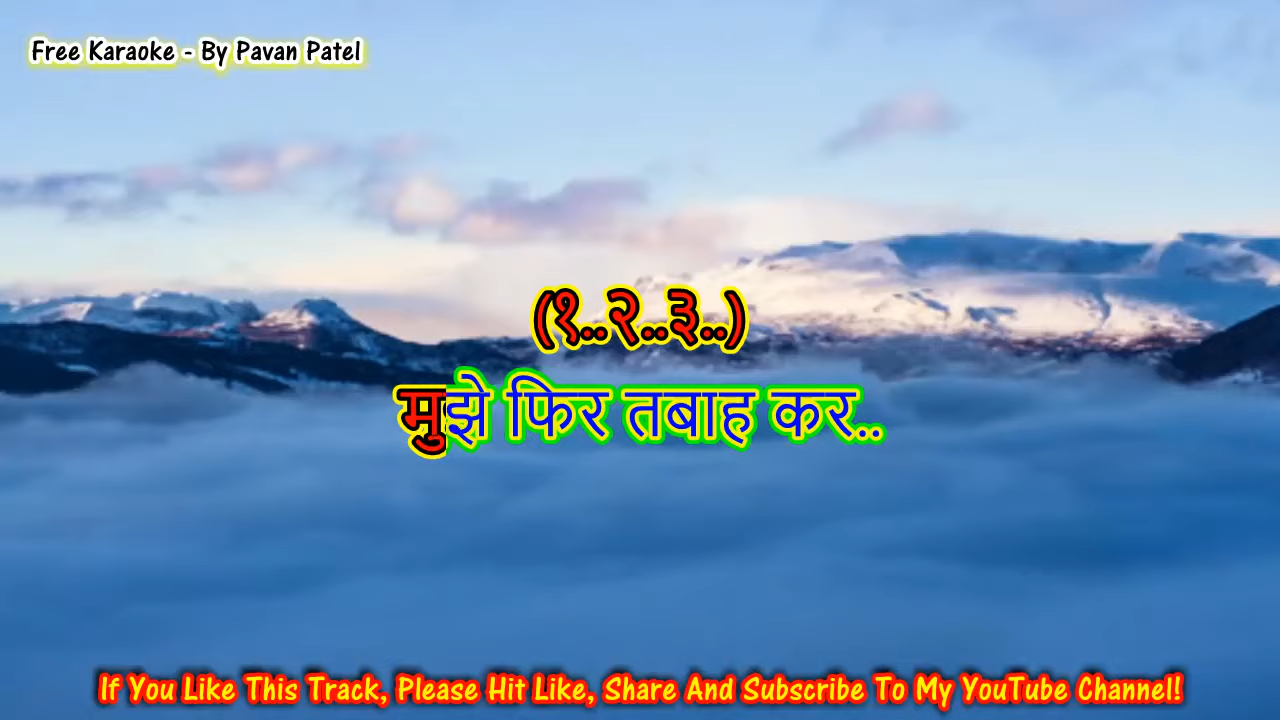 Free Karaoke - By Pavan Patel
(१..२..३..)
मुझे फिर तबाह कर..
If You Like This Track, Please Hit Like, Share And Subscribe To My YouTube Channel!